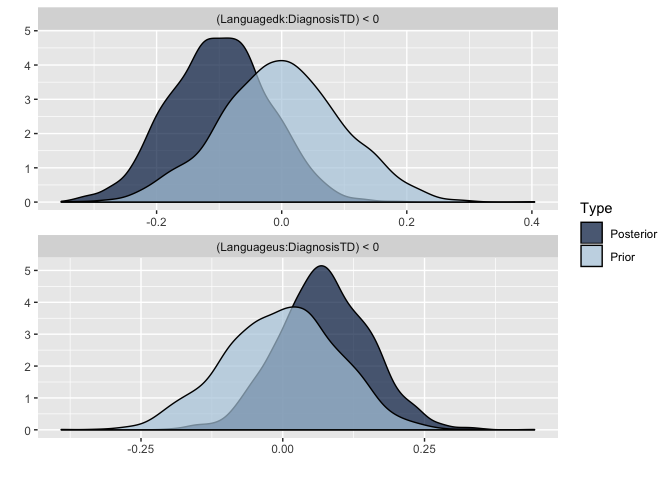 (Languagedk:DiagnosisTD) < 0
5
4
3
2
1
0
-0.2 0.0 0.2 0.4
(Languageus:DiagnosisTD) < 0
5
4
3
2
1
0
-0.25 0.00 0.25
Type
Posterior
Prior